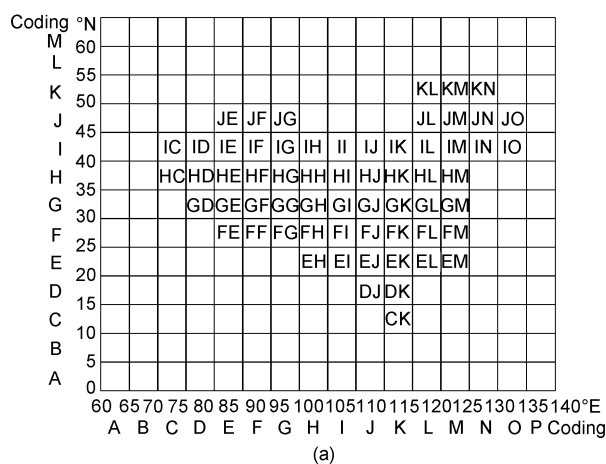 Coding °N
M 60
L 55
K KL KM KN
50
J JE JF JG JL JM JN JO
45
I IC ID IE IF IG IH II IJ IK IL IM IN IO
40
H HC HD HE HF HG HH HI HJ HK HL HM
35
G GD GE GF GG GH GI GJ GK GL GM
30
F FE FF FG FH FI FJ FK FL FM
25
E EH EI EJ EK EL EM
20
D DJ DK
15
C CK
10
B
5
A
0
60 65 70 75 80 85 90 95 100 105 110 115 120 125 130 135 140°E
A B C D E F G H I J K L M N O P Coding
(a)